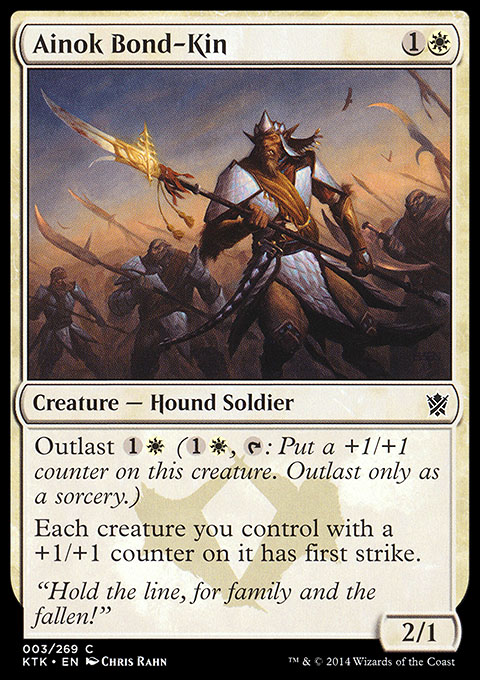 Ainok Bond-Kin 1
Creature — Hound Soldier
Outlast 1 (1, : Put a +1/+1
counter on this creature. Outlast only as
a sorcery.)
Each creature you control with a
+1/+1 counter on it has first strike.
“Hold the line, for family and the
fallen!”
2/1
003/269 C
KTK • EN Chris Rahn
™ & © 2014 Wizards of the Coast